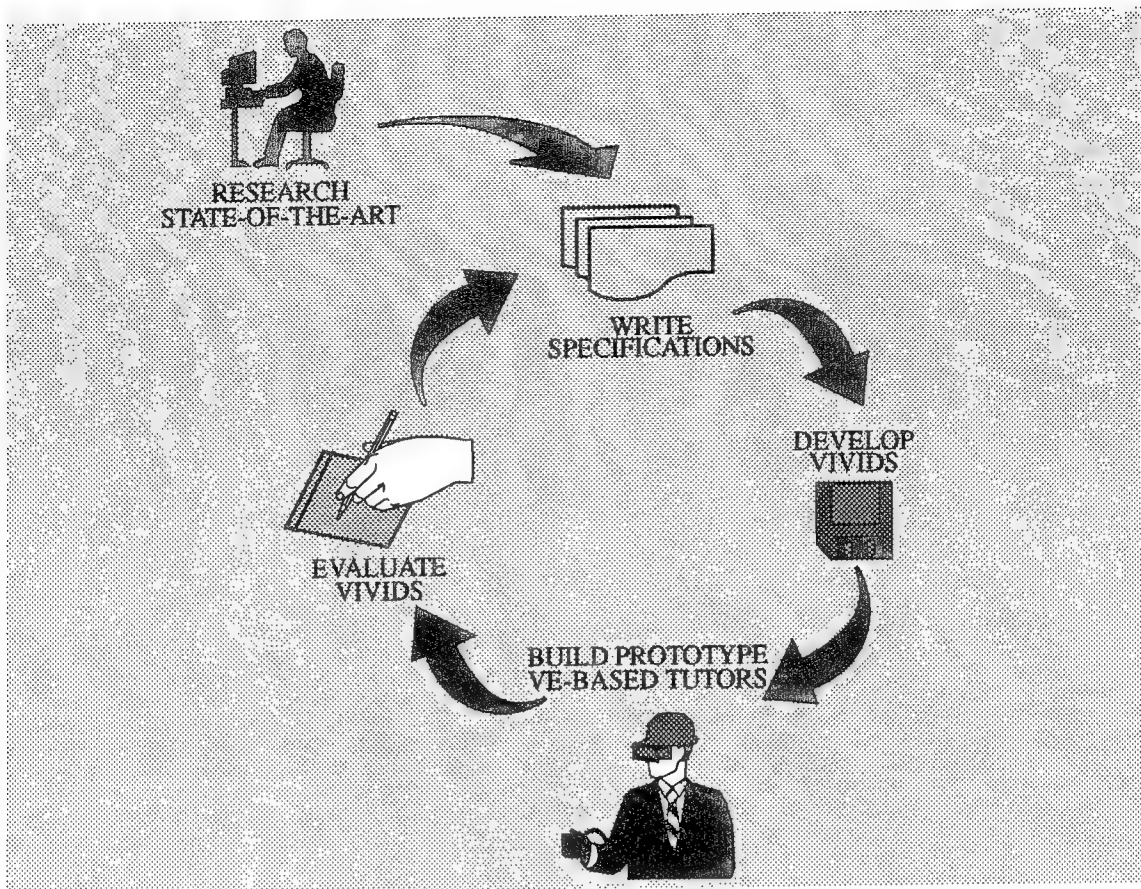 RESEARCH
STATE-OF-THE-ART
WRITE
SPECIFICATIONS
DEVELOP
VIVIDS
BUILD PROTOTYPE
VE-BASED TUTORS
EVALUATE
VIVIDS